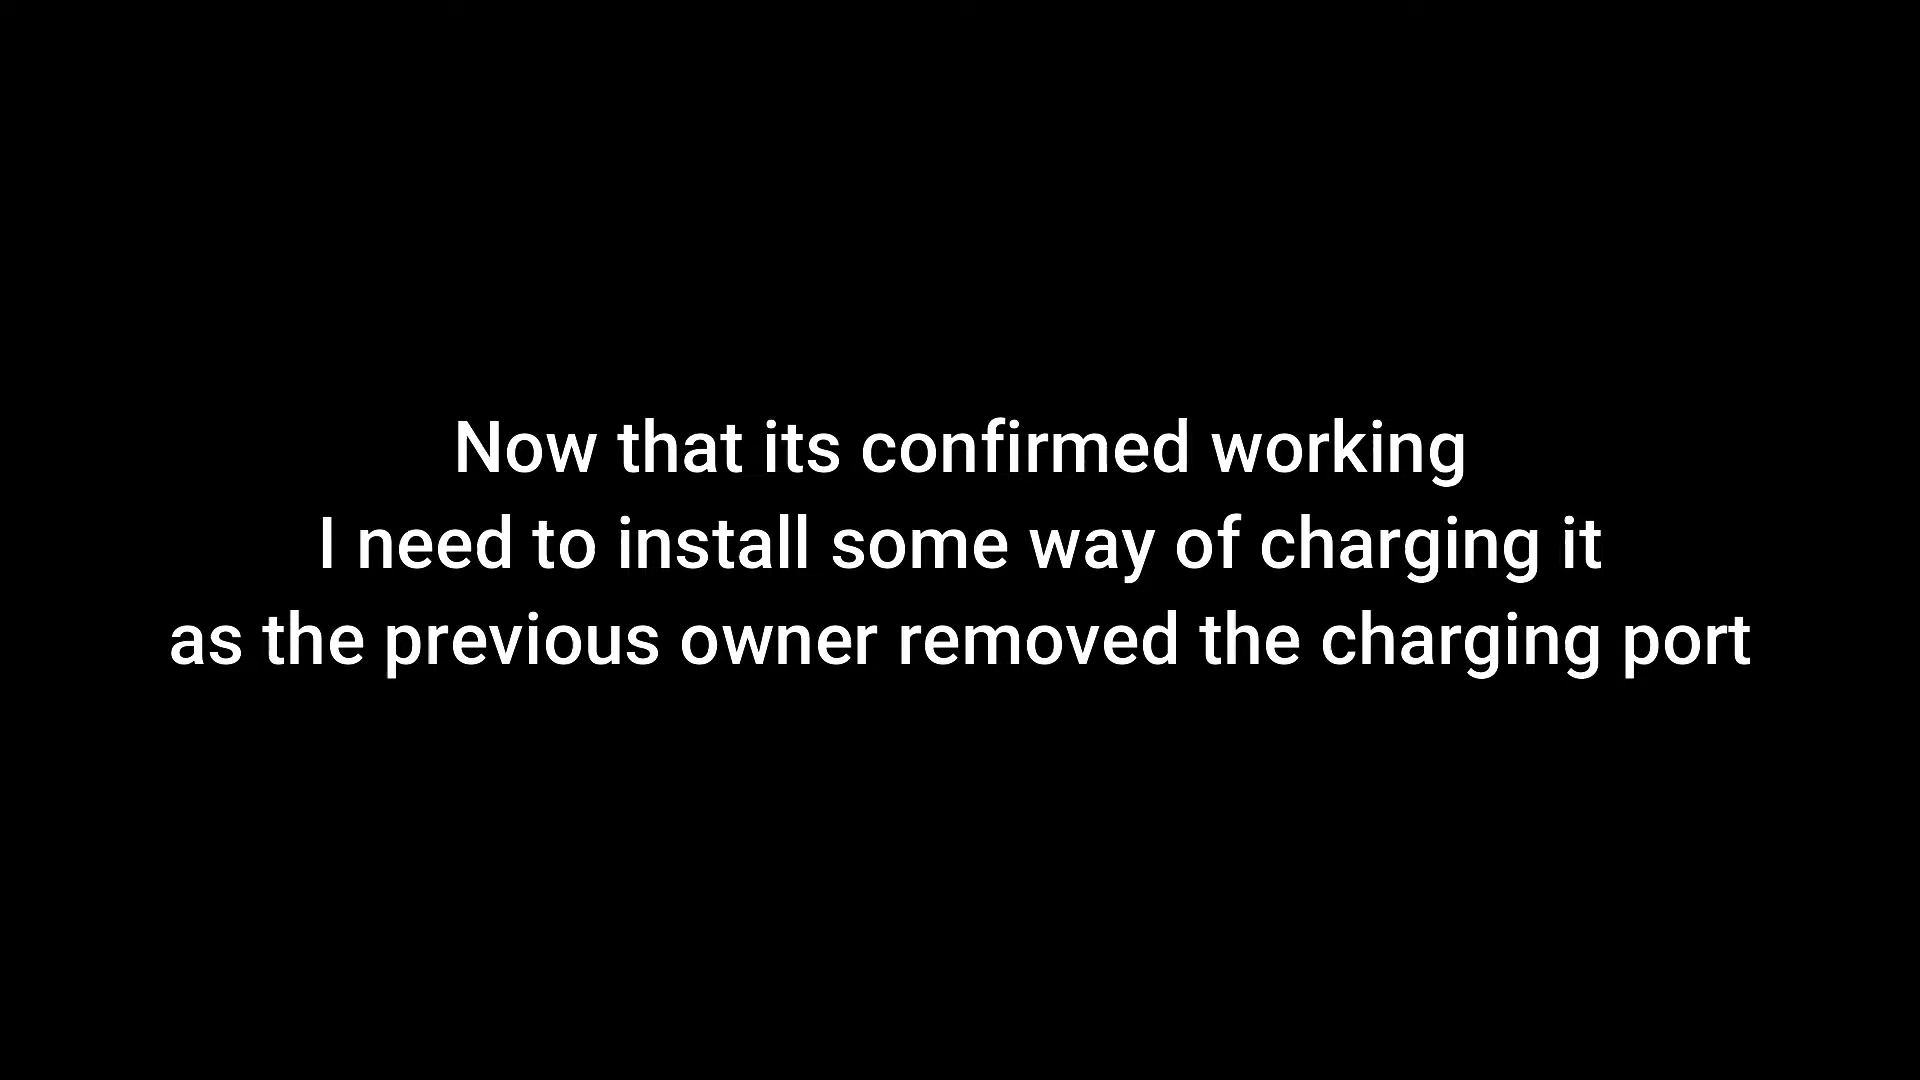 Now that its confirmed working
I need to install some way of charging it
as the previous owner removed the charging port